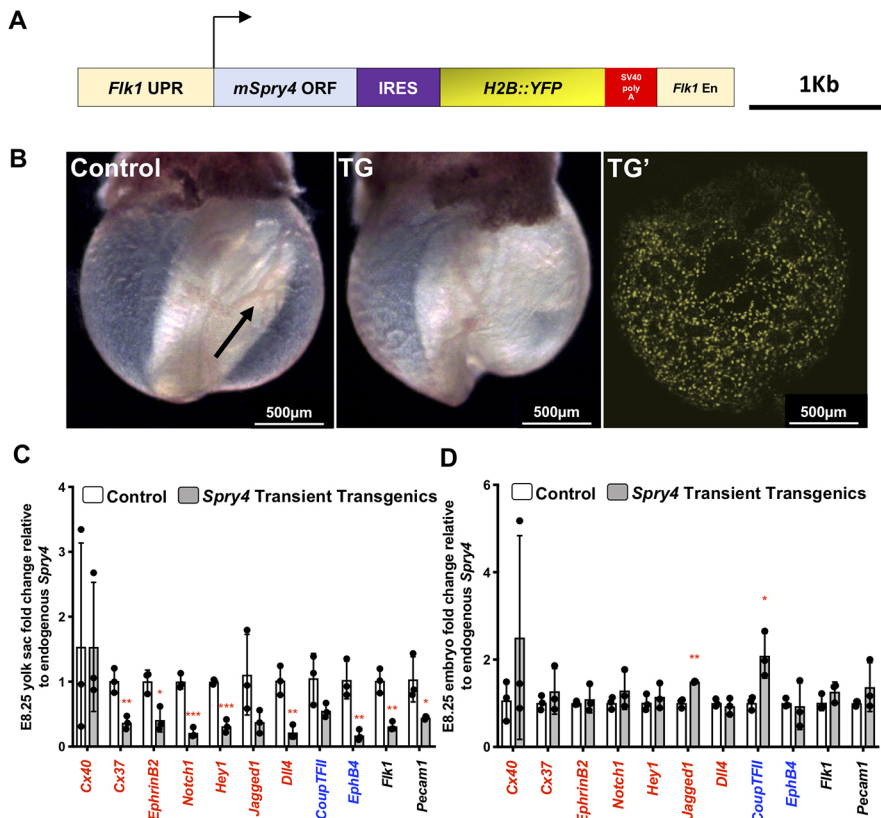 A
Flk1 UPR
mSpry4 ORF
IRES
H2B::YFP
SV40
poly
A
Flk1 En
1Kb
B
Control
TG
TG’
500μm
500μm
500μm
C
Control
Spry4 Transient Transgenics
E8.25 yolk sac fold change relative
to endogenous Spry4
4
3
2
1
0
**
*
***
***
**
**
**
*
Cx40
Cx37
EphrinB2
Notch1
Hey1
Jagged1
Dll4
CoupTFII
EphB4
Flk1
Pecam1
D
Control
Spry4 Transient Transgenics
E8.25 embryo fold change relative
to endogenous Spry4
6
4
2
0
**
*
Cx40
Cx37
EphrinB2
Notch1
Hey1
Jagged1
Dll4
CoupTFII
EphB4
Flk1
Pecam1